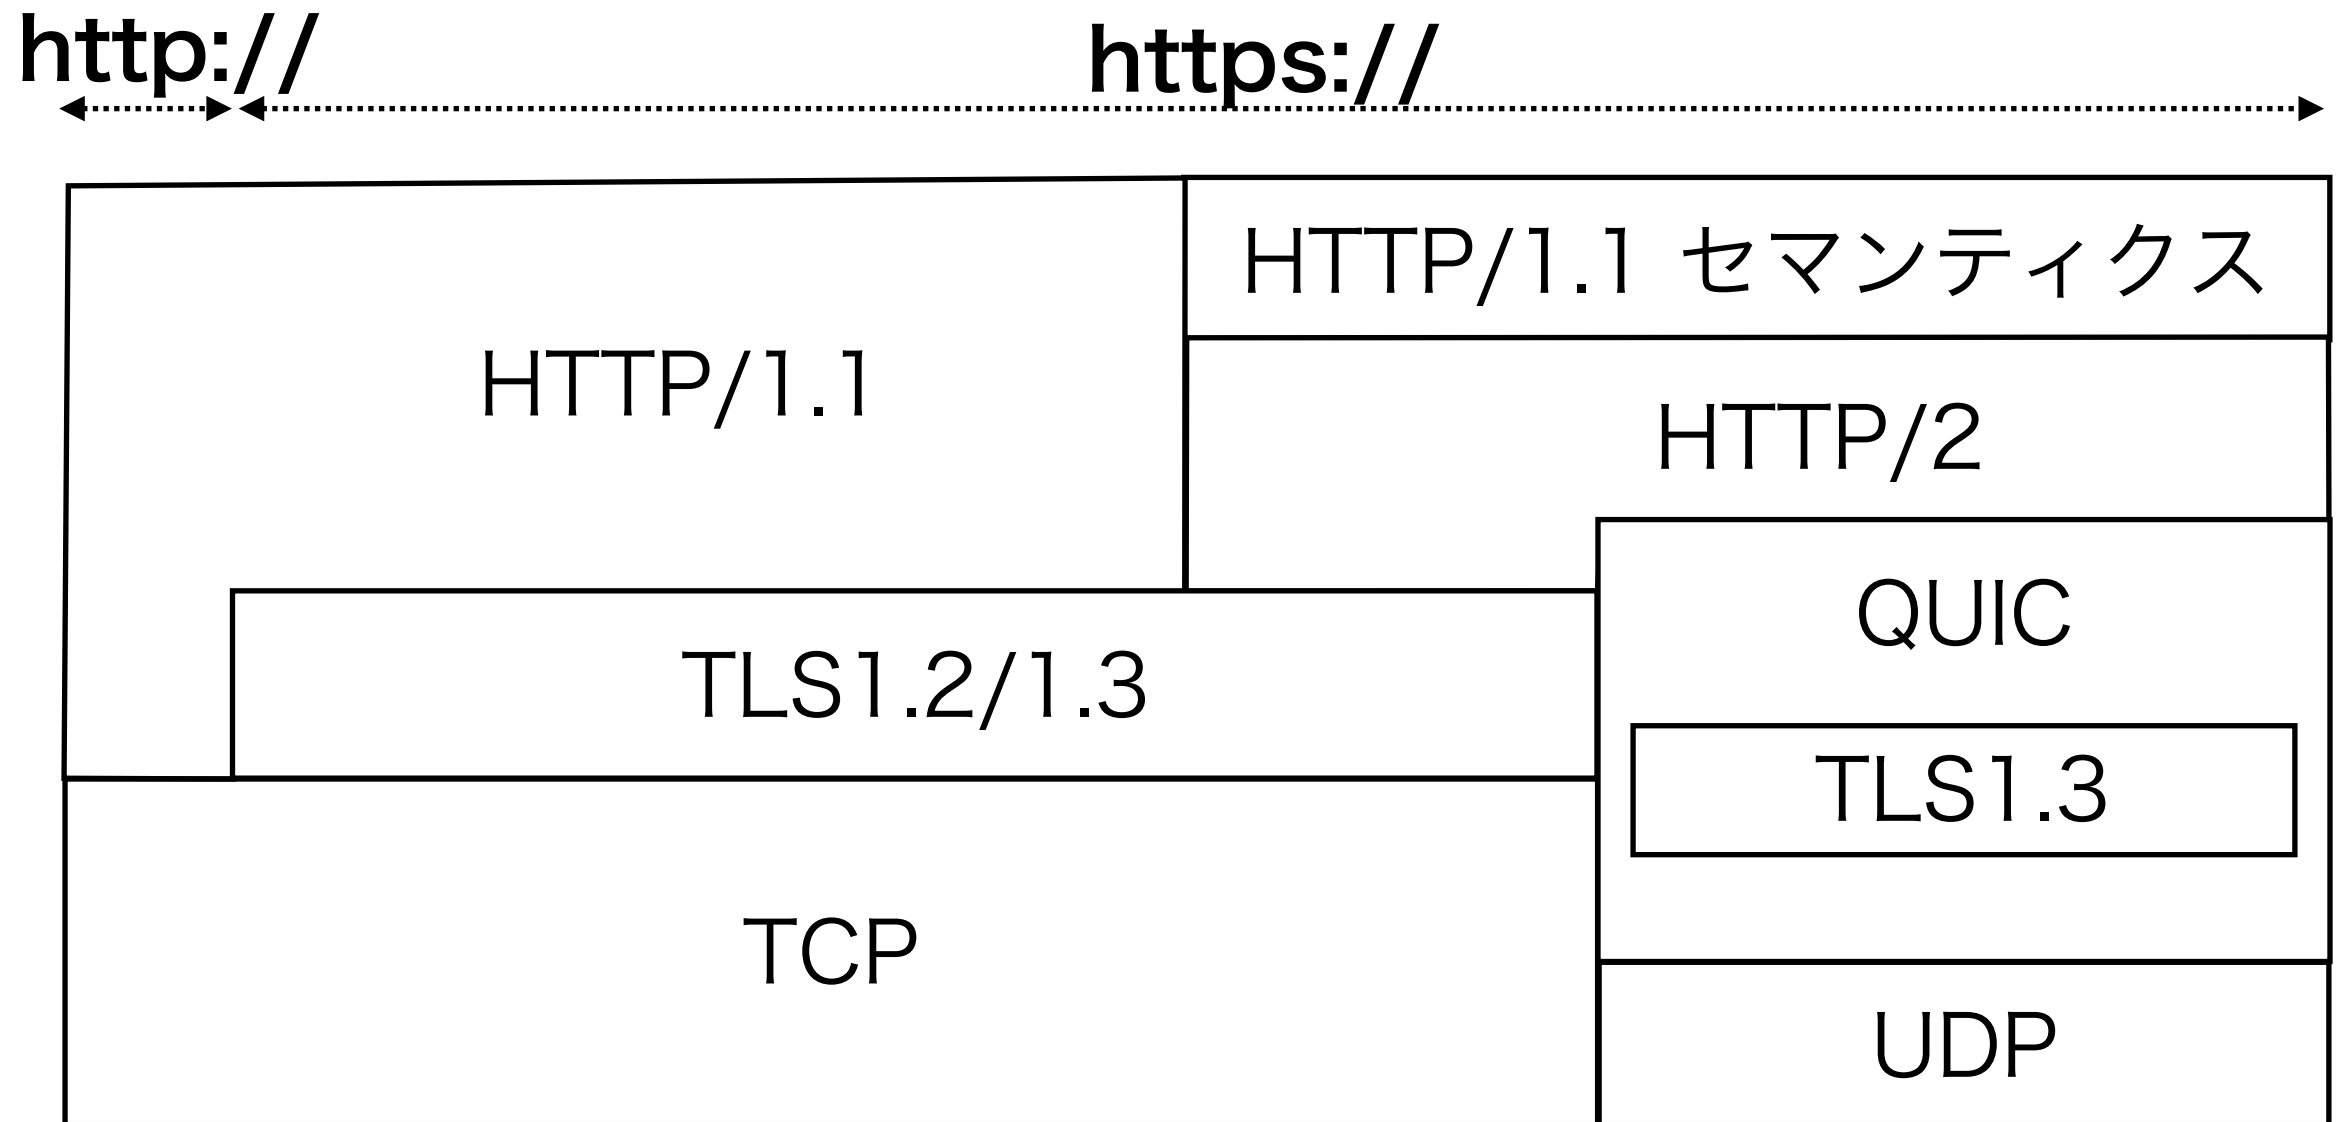 http://
https://
HTTP/1.1 セマンティクス
HTTP/1.1
HTTP/2
QUIC
TLS1.2/1.3
TLS1.3
TCP
UDP